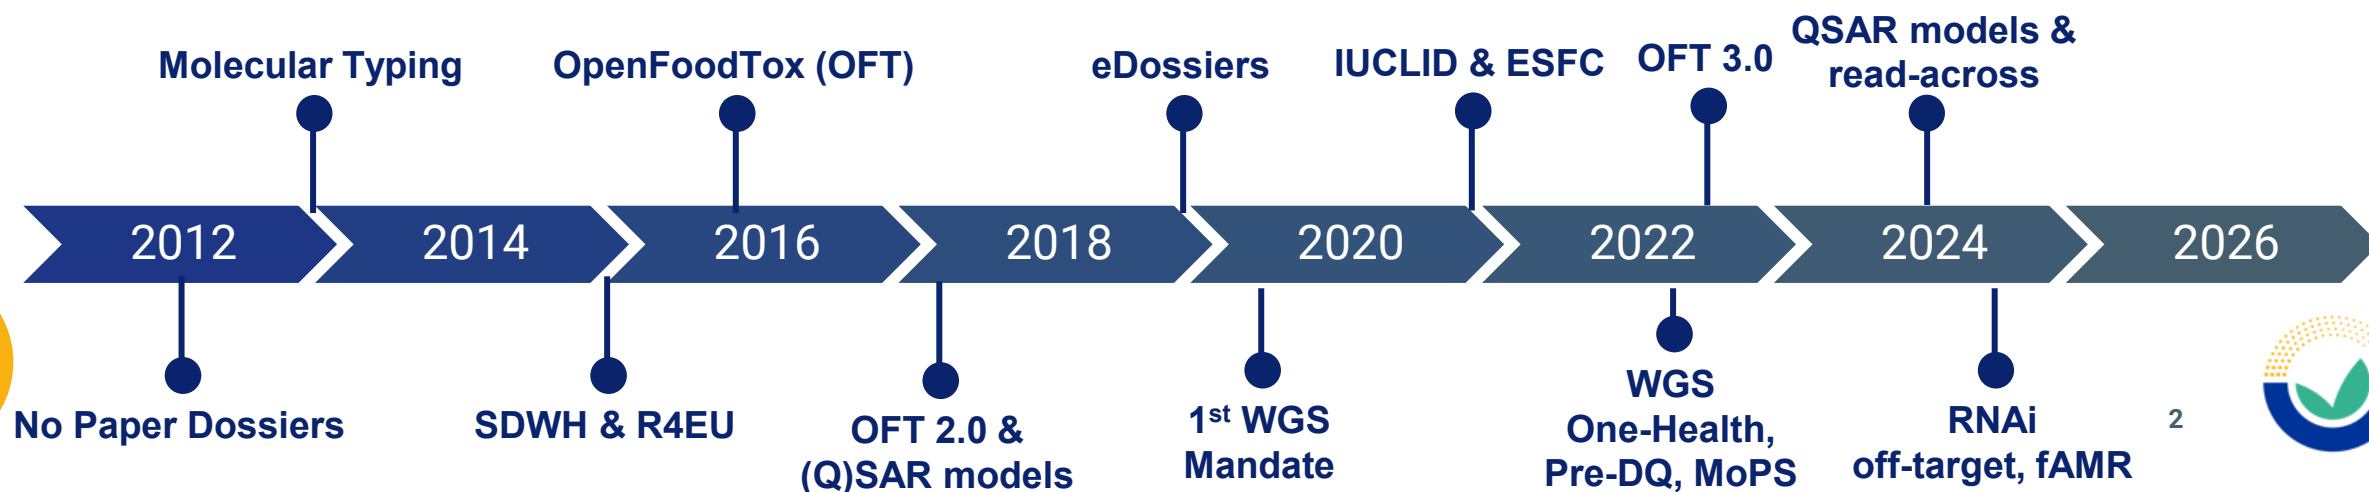 QSAR models &
read-across
Molecular Typing
OpenFoodTox (OFT)
eDossiers
IUCLID & ESFC
OFT 3.0
2012
2014
2016
2018
2020
2022
2024
2026
No Paper Dossiers
SDWH & R4EU
OFT 2.0 &
(Q)SAR models
1st WGS
Mandate
WGS
One-Health,
Pre-DQ, MoPS
RNAi
off-target, fAMR
2